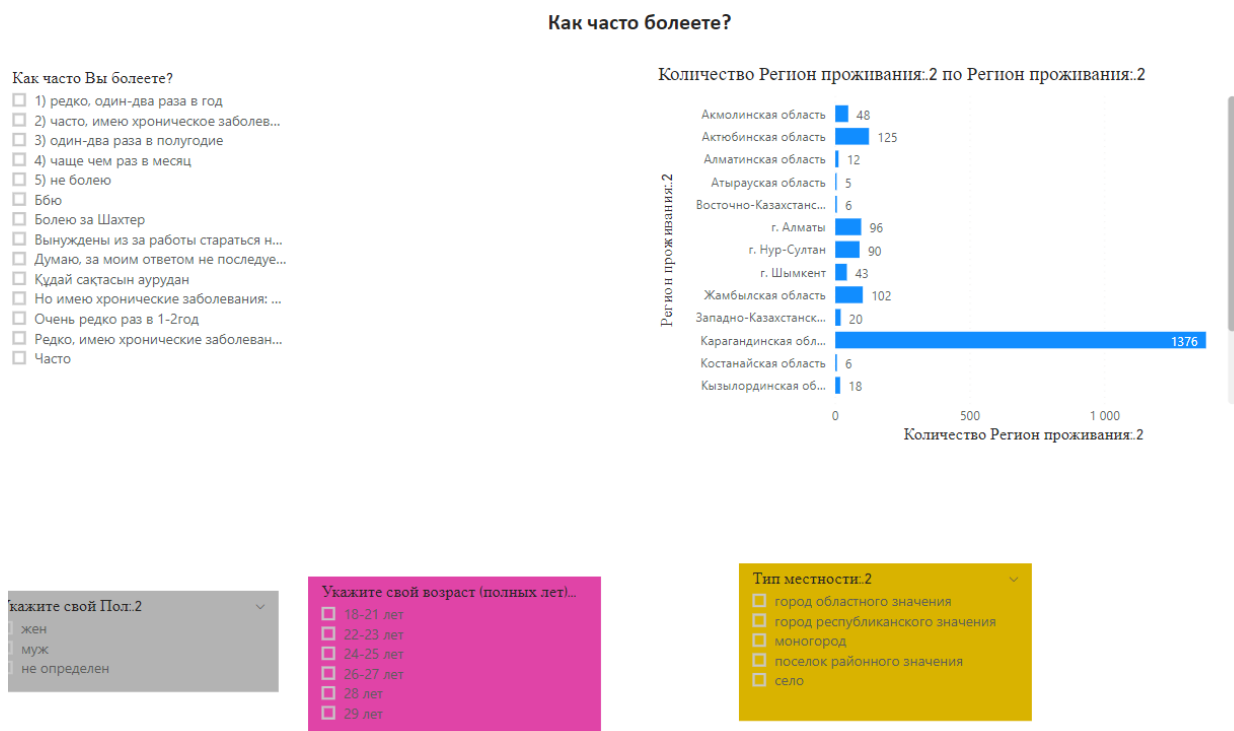 Как часто болеете?
Как часто Вы болеете?
1) редко, один-два раза в год
2) часто, имею хроническое заболев...
3) один-два раза в полугодие
4) чаще чем раз в месяц
5) не болею
Ббю
Болею за Шахтер
Вынуждены из за работы стараться н...
Думаю, за моим ответом не последуе...
Құдай сақтасын аурудан
Но имею хронические заболевания: ...
Очень редко раз в 1-2год
Редко, имею хронические заболеван...
Часто
Количество Регион проживания:.2 по Регион проживания:.2
Регион проживания:.2
Акмолинская область 48
Актюбинская область 125
Алматинская область 12
Атырауская область 5
Восточно-Казахстанс... 6
г. Алматы 96
г. Нур-Султан 90
г. Шымкент 43
Жамбылская область 102
Западно-Казахстанск... 20
Карагандинская обл... 1376
Костанайская область 6
Кызылординская об... 18
0 500 1 000
Количество Регион проживания:.2
кажите свой Пол:.2
жен
муж
не определен
Укажите свой возраст (полных лет)...
18-21 лет
22-23 лет
24-25 лет
26-27 лет
28 лет
29 лет
Тип местности:.2
город областного значения
город республиканского значения
моногород
поселок районного значения
село